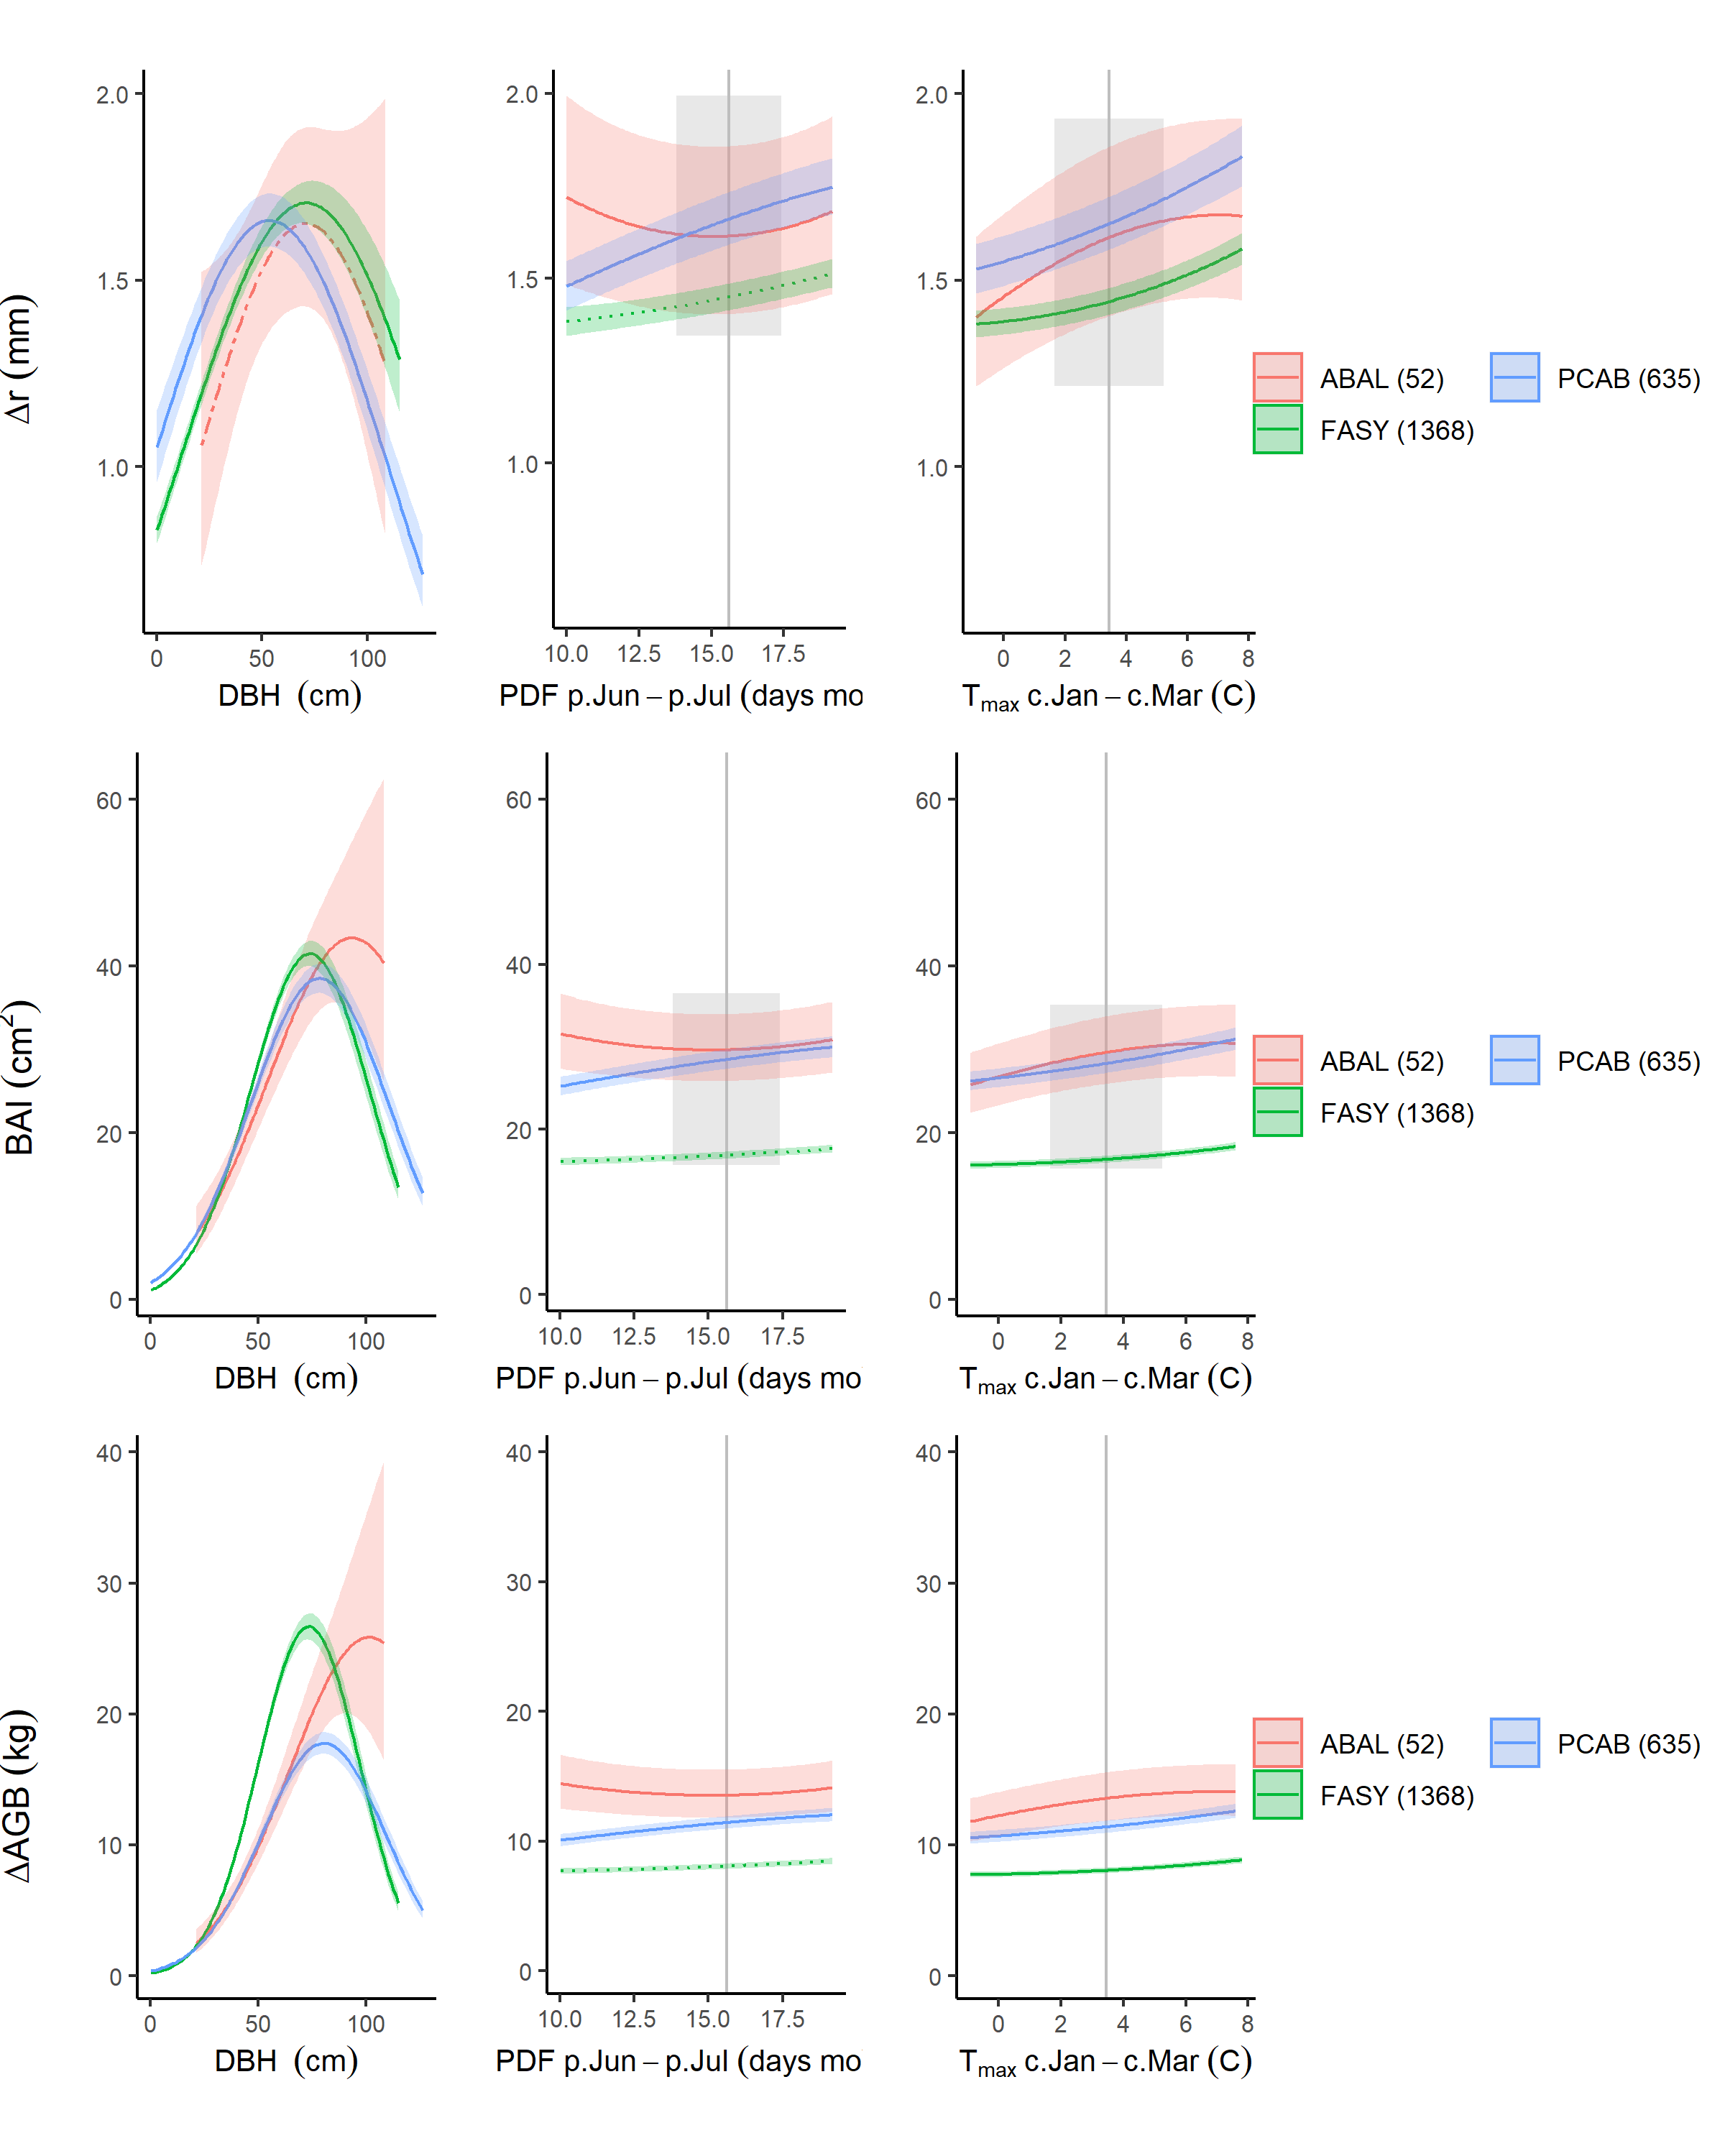 Δr (mm)
2.0
1.5
1.0
0 50 100
DBH (cm)
2.0
1.5
1.0
10.0 12.5 15.0 17.5
PDF p.Jun – p.Jul (days mo
2.0
1.5
1.0
0 2 4 6 8
Tmax c.Jan – c.Mar (C)
ABAL (52) PCAB (635)
FASY (1368)
BAI (cm²)
60
40
20
0
0 50 100
DBH (cm)
60
40
20
0
10.0 12.5 15.0 17.5
PDF p.Jun – p.Jul (days mo
60
40
20
0
0 2 4 6 8
Tmax c.Jan – c.Mar (C)
ABAL (52) PCAB (635)
FASY (1368)
ΔAGB (kg)
40
30
20
10
0
0 50 100
DBH (cm)
40
30
20
10
0
10.0 12.5 15.0 17.5
PDF p.Jun – p.Jul (days mo
40
30
20
10
0
0 2 4 6 8
Tmax c.Jan – c.Mar (C)
ABAL (52) PCAB (635)
FASY (1368)